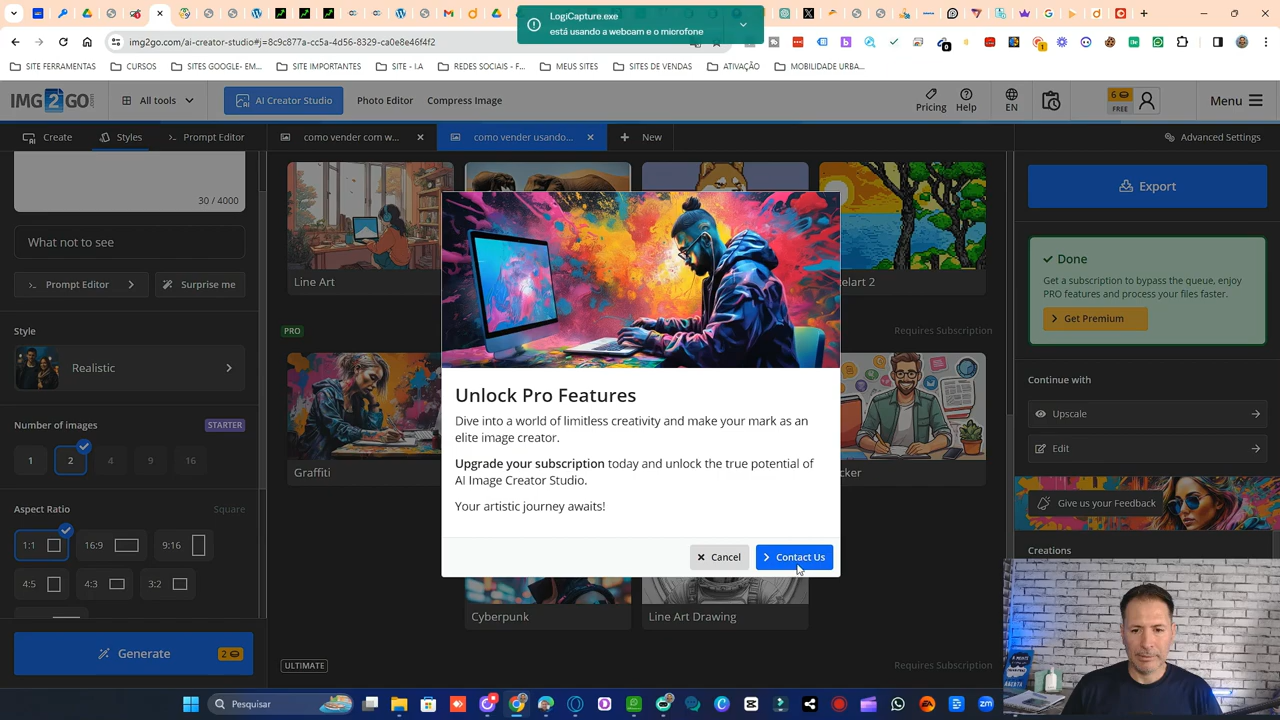 LogiCapture.exe
está usando a webcam e o microfone
img2go.com/ai-creator-studio#j=8c9c877a-cc5a-4d56-8329-ca0e8e46f4f2
SITE FERRAMENTAS
CURSOS
SITES GOOGLE-EM...
SITE IMPORTANTES
SITE - I.A
REDES SOCIAIS - F...
MEUS SITES
SITES DE VENDAS
ATIVAÇÃO
MOBILIDADE URBA...
IMG2GO.COM
All tools
AI Creator Studio
Photo Editor
Compress Image
Pricing
Help
EN
6
FREE
Menu
Create
Styles
Prompt Editor
como vender com w...
como vender usando...
New
Advanced Settings
30 / 4000
What not to see
Prompt Editor
Surprise me
Style
Realistic
Number of images
STARTER
1
2
4
9
16
Aspect Ratio
Square
1:1
16:9
9:16
4:5
4:3
3:2
Generate
2
Line Art
elart 2
PRO
Requires Subscription
Graffiti
cker
Cyberpunk
Line Art Drawing
ULTIMATE
Requires Subscription
Unlock Pro Features
Dive into a world of limitless creativity and make your mark as an
elite image creator.
Upgrade your subscription today and unlock the true potential of
AI Image Creator Studio.
Your artistic journey awaits!
Cancel
Contact Us
Export
Done
Get a subscription to bypass the queue, enjoy
PRO features and process your files faster.
Get Premium
Continue with
Upscale
Edit
Give us your Feedback
Creations
Pesquisar